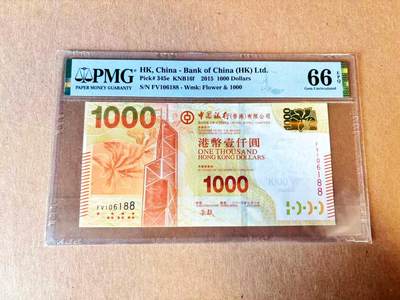 PMG
PAPER MONEY GUARANTY
HK, China - Bank of China (HK) Ltd.
Pick# 345e KNB10f 2015 1000 Dollars
S/N FV106188 - Wmk: Flower & 1000
66 EPQ
Gem Uncirculated
1000
中國銀行(香港)有限公司
港幣壹仟圓
ONE THOUSAND
HONG KONG DOLLARS
1000
FV106188
FV106188